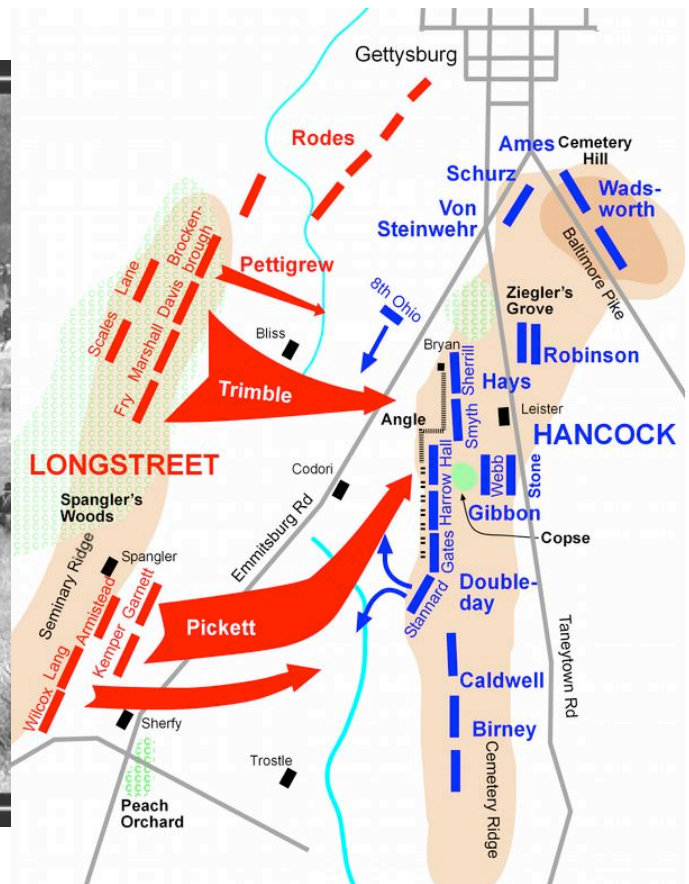 Gettysburg
Rodes
Ames
Cemetery
Hill
Schurz
Wads-
worth
Von
Steinwehr
Baltimore Pike
Brocken-
brough
Lane
Davis
Pettigrew
8th Ohio
Ziegler's
Grove
Scales
Marshall
Bliss
Bryan
Sherrill
Robinson
Fry
Trimble
Hays
Smyth
Leister
Angle
HANCOCK
LONGSTREET
Hall
Webb
Stone
Codori
Harrow
Gibbon
Spangler's
Woods
Emmitsburg Rd
Copse
Spangler
Gates
Seminary Ridge
Armistead
Garnett
Double-
day
Stannard
Pickett
Kemper
Lang
Wilcox
Caldwell
Taneytown Rd
Sherfy
Birney
Trostle
Cemetery Ridge
Peach
Orchard